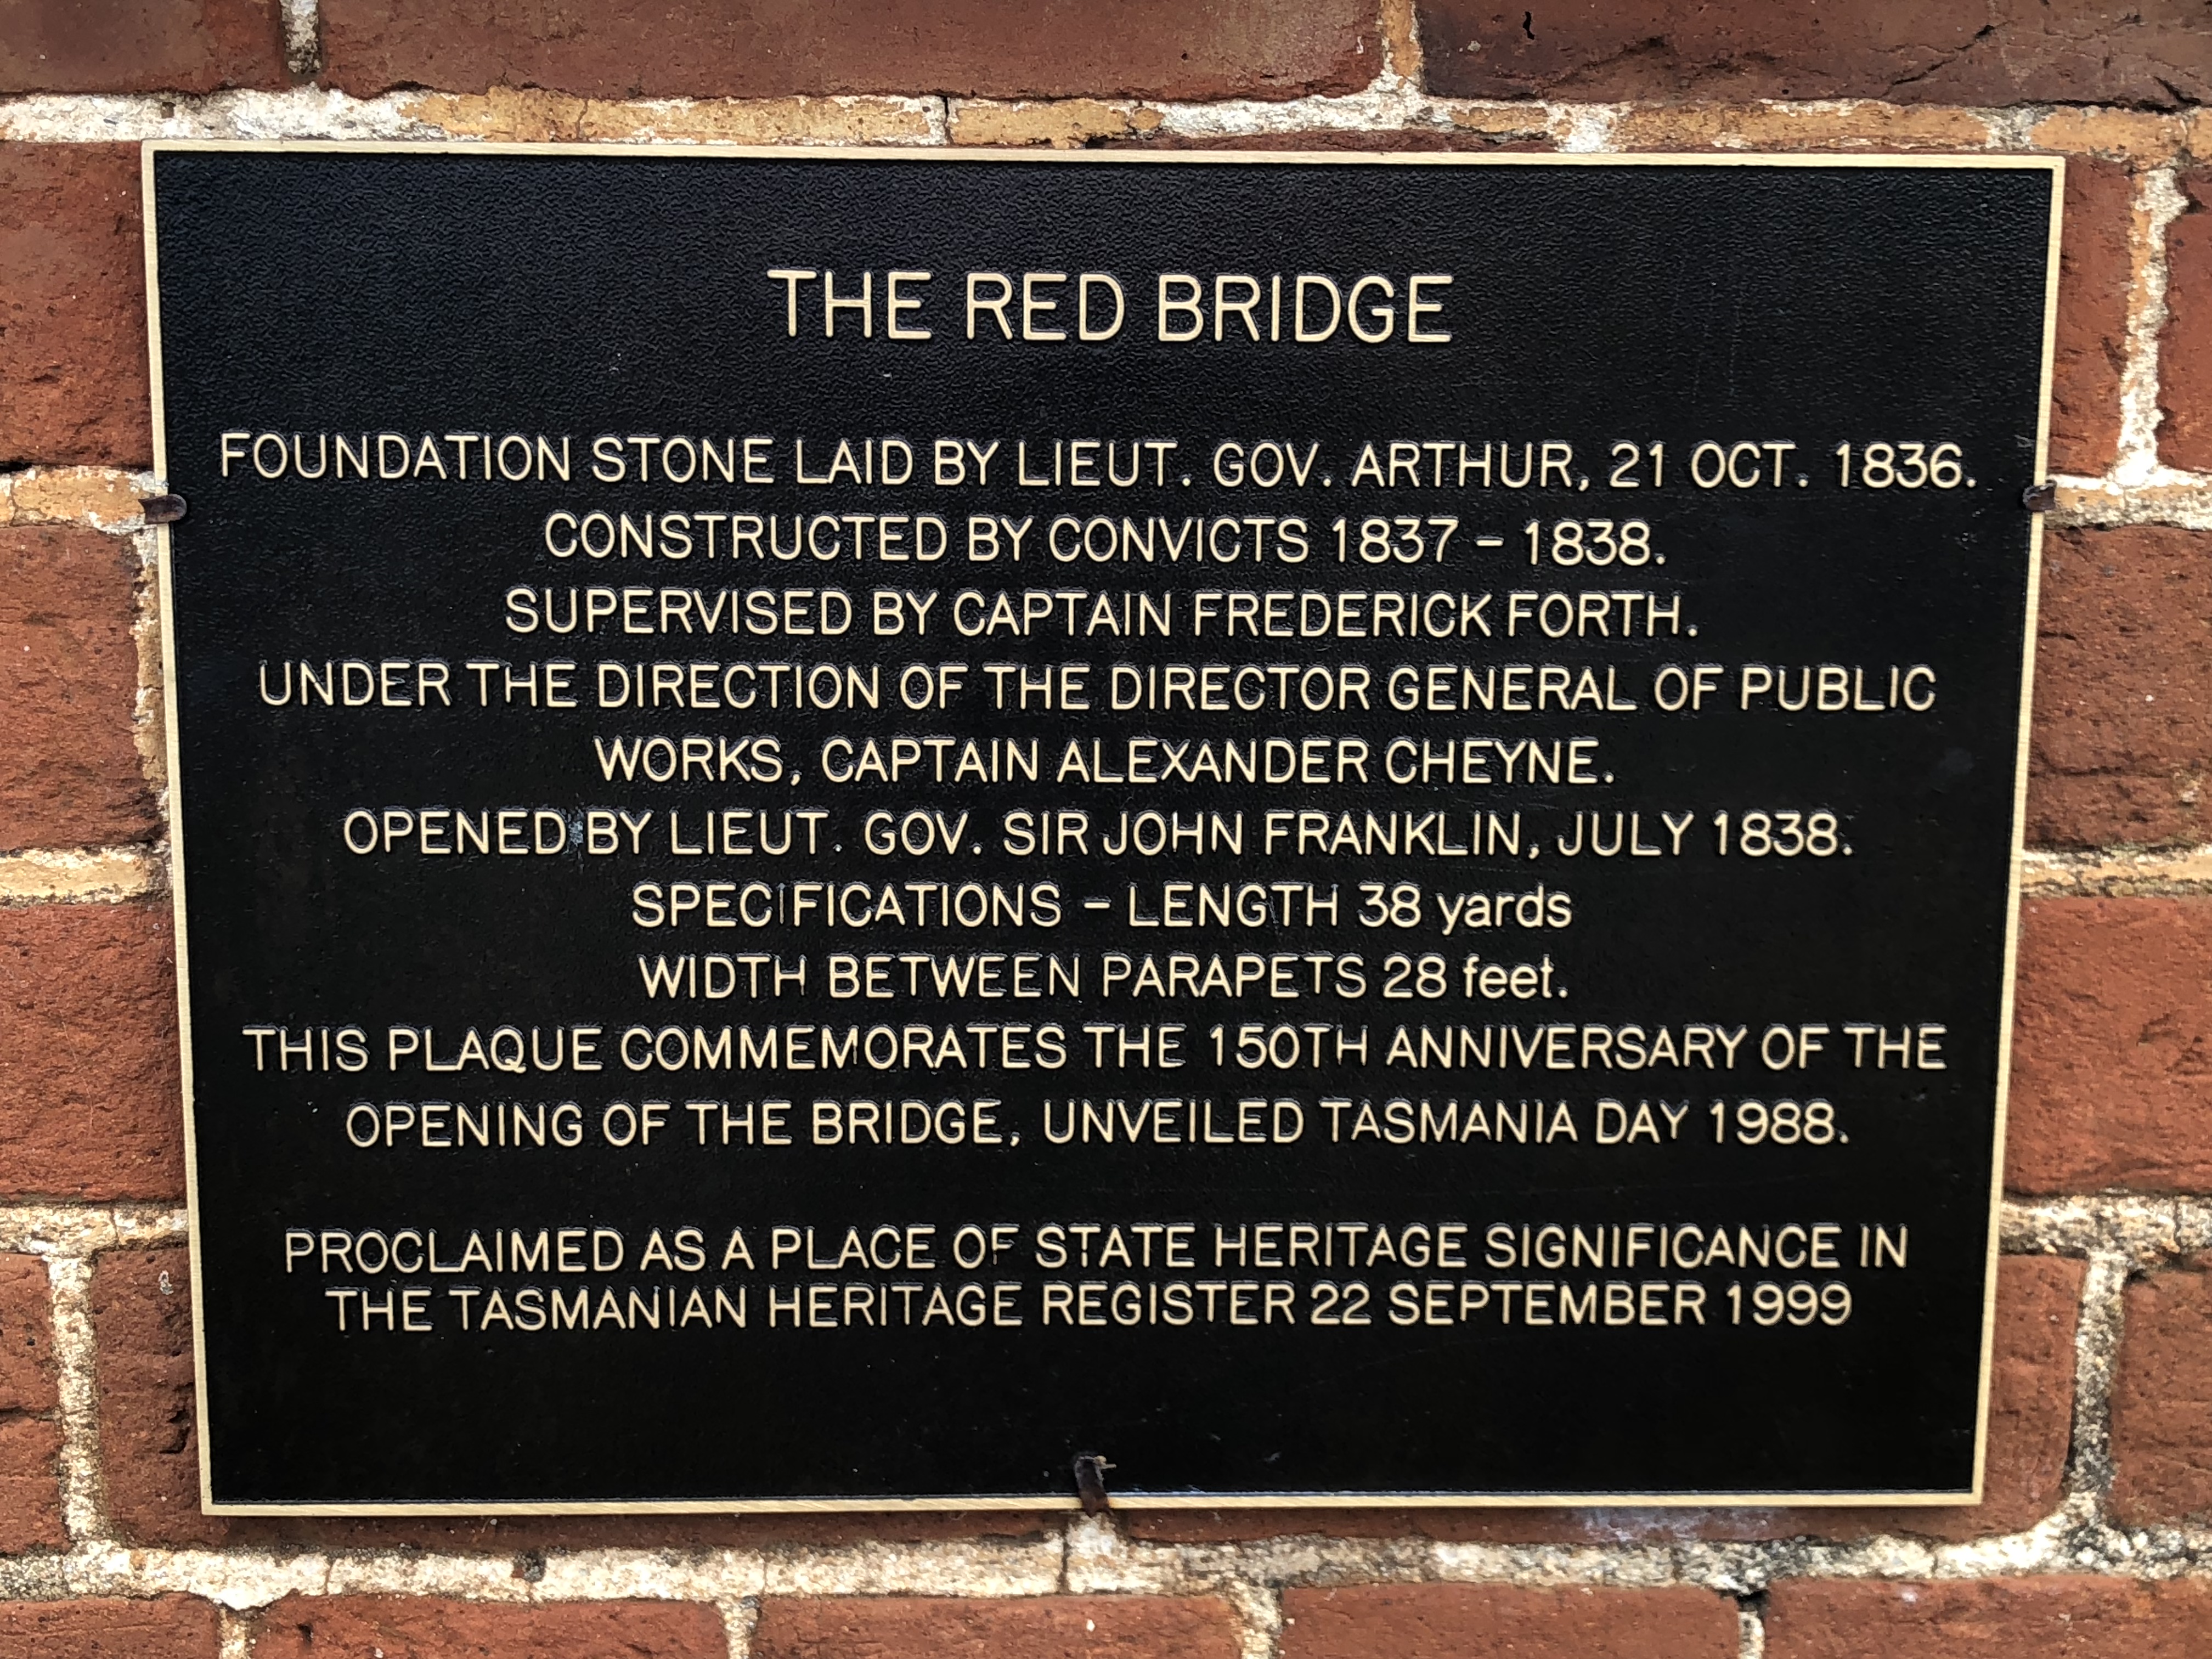 THE RED BRIDGE
FOUNDATION STONE LAID BY LIEUT. GOV. ARTHUR, 21 OCT. 1836.
CONSTRUCTED BY CONVICTS 1837 – 1838.
SUPERVISED BY CAPTAIN FREDERICK FORTH.
UNDER THE DIRECTION OF THE DIRECTOR GENERAL OF PUBLIC
WORKS, CAPTAIN ALEXANDER CHEYNE.
OPENED BY LIEUT. GOV. SIR JOHN FRANKLIN, JULY 1838.
SPECIFICATIONS – LENGTH 38 yards
WIDTH BETWEEN PARAPETS 28 feet.
THIS PLAQUE COMMEMORATES THE 150TH ANNIVERSARY OF THE
OPENING OF THE BRIDGE, UNVEILED TASMANIA DAY 1988.
PROCLAIMED AS A PLACE OF STATE HERITAGE SIGNIFICANCE IN
THE TASMANIAN HERITAGE REGISTER 22 SEPTEMBER 1999